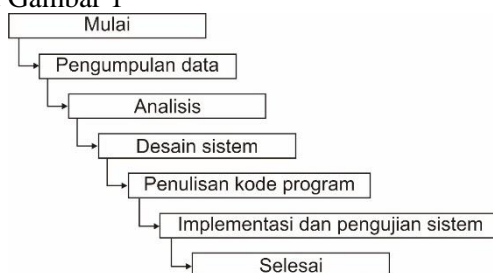 Gambar 1
Mulai
Pengumpulan data
Analisis
Desain sistem
Penulisan kode program
Implementasi dan pengujian sistem
Selesai